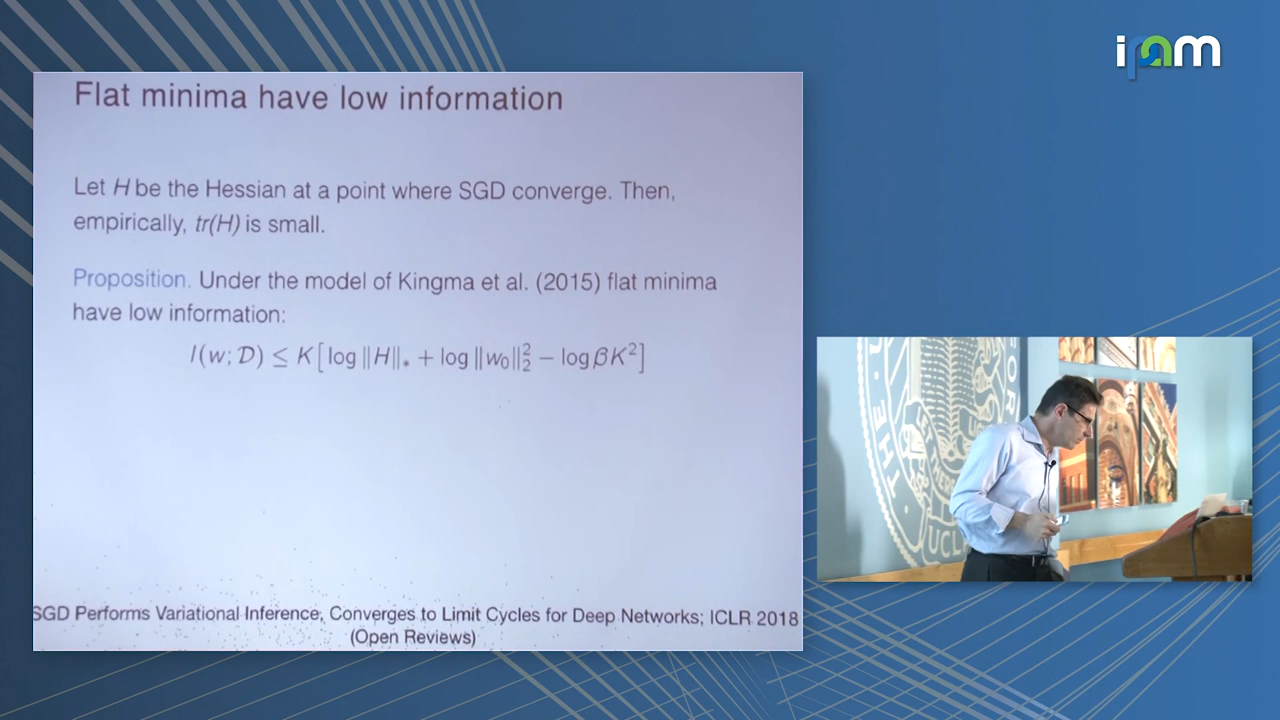 ipam
Flat minima have low information
Let H be the Hessian at a point where SGD converge. Then,
empirically, tr(H) is small.
Proposition. Under the model of Kingma et al. (2015) flat minima
have low information:
I(w; D) ≤ K[log ‖H‖_* + log ‖w₀‖₂² − log βK²]
SGD Performs Variational Inference, Converges to Limit Cycles for Deep Networks; ICLR 2018
(Open Reviews)
THE
UCLA